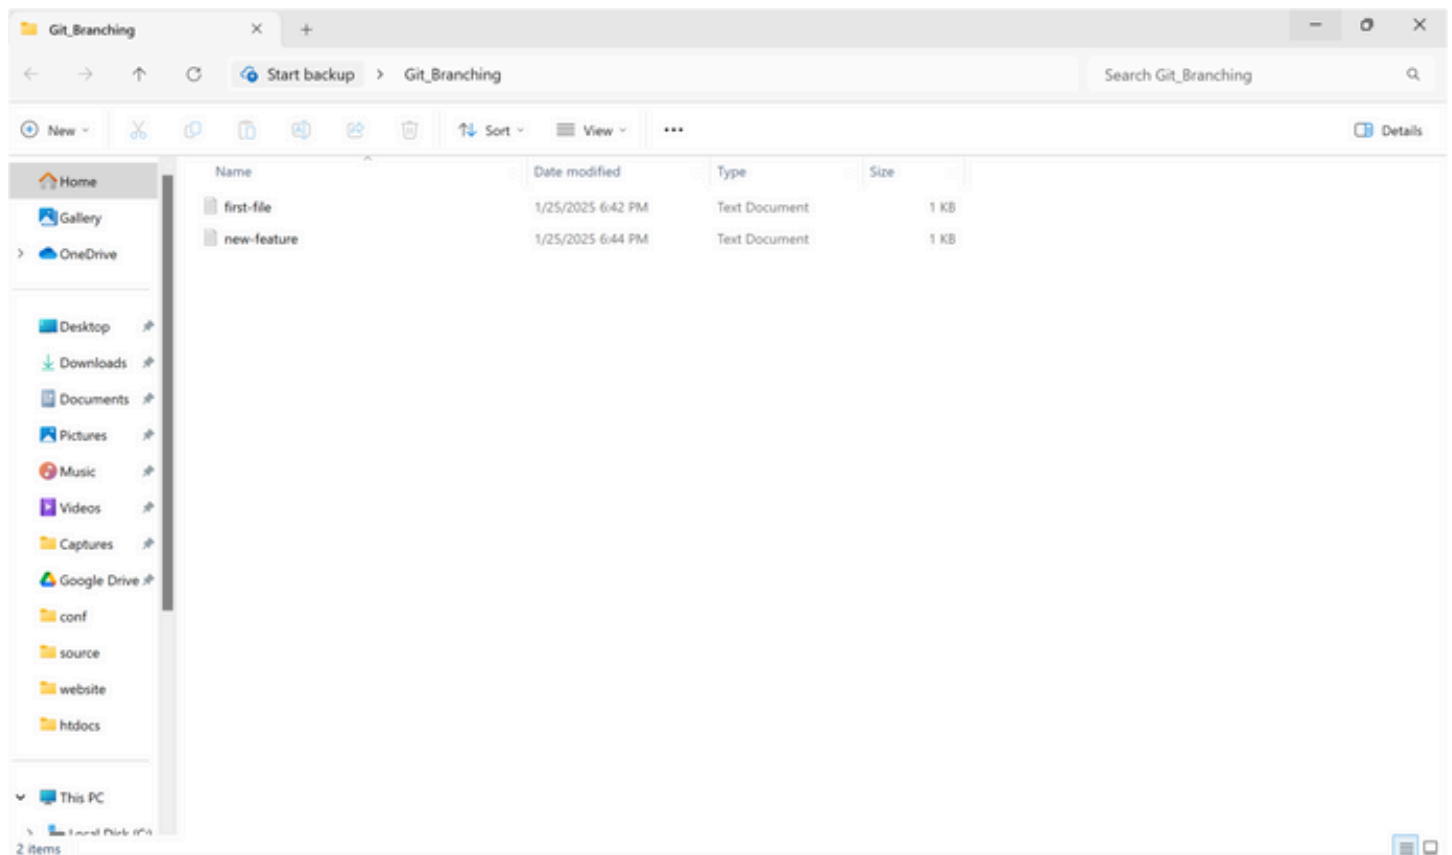 Git_Branching
Start backup > Git_Branching
Search Git_Branching
New
Sort
View
Details
Name Date modified Type Size
first-file 1/25/2025 6:42 PM Text Document 1 KB
new-feature 1/25/2025 6:44 PM Text Document 1 KB
Home
Gallery
OneDrive
Desktop
Downloads
Documents
Pictures
Music
Videos
Captures
Google Drive
conf
source
website
htdocs
This PC
Local Disk (C:)
2 items